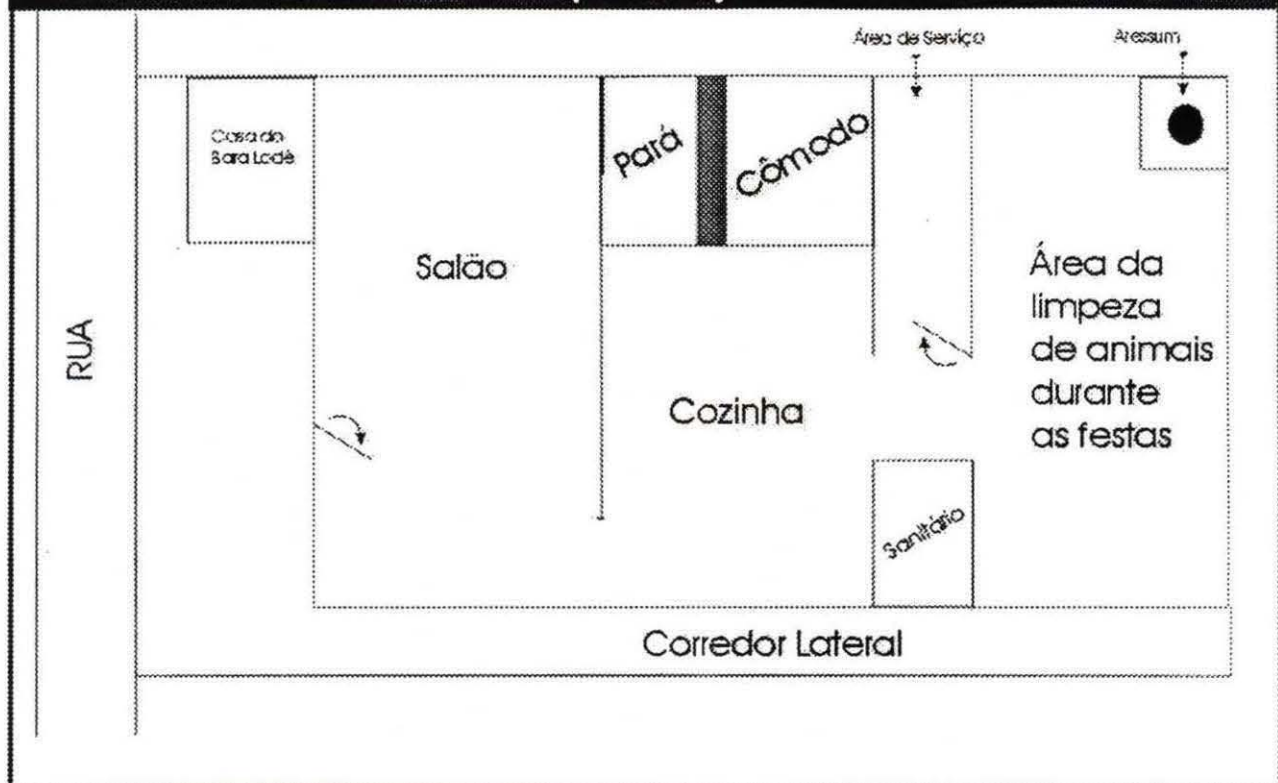 Área de Serviço
Aressum
Casa do
Bara Lodê
Pará
Cômodo
Salão
Área da
limpeza
de animais
durante
as festas
RUA
Cozinha
Sanitário
Corredor Lateral